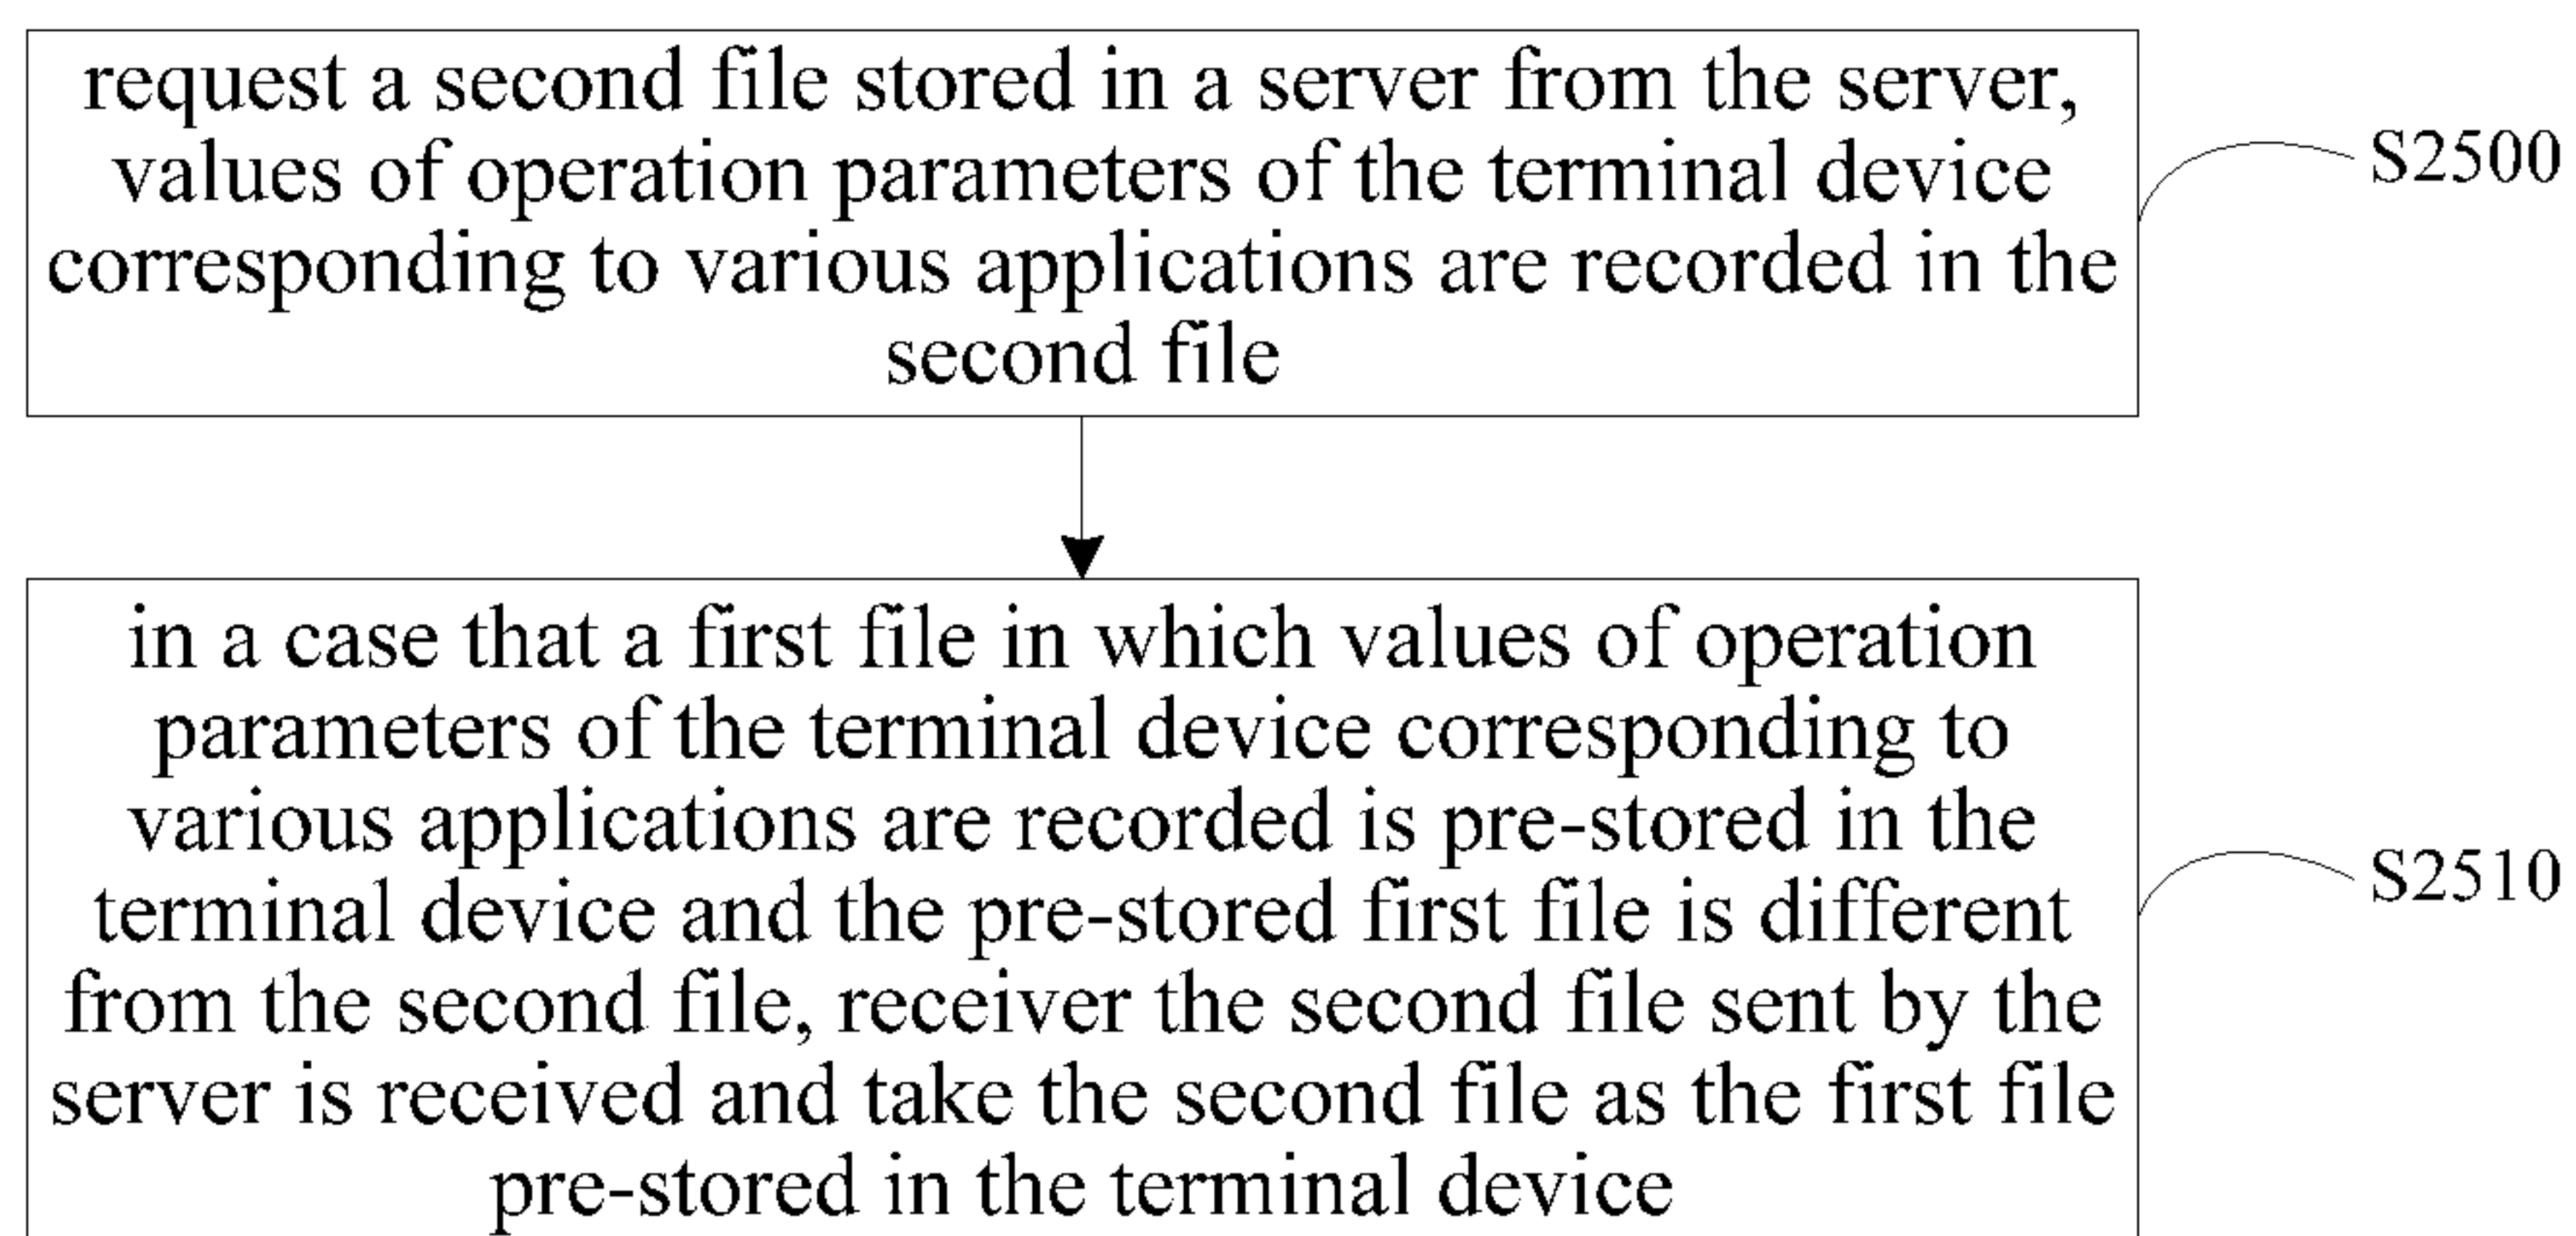 request a second file stored in a server from the server,
values of operation parameters of the terminal device
corresponding to various applications are recorded in the
second file
S2500
in a case that a first file in which values of operation
parameters of the terminal device corresponding to
various applications are recorded is pre-stored in the
terminal device and the pre-stored first file is different
from the second file, receiver the second file sent by the
server is received and take the second file as the first file
pre-stored in the terminal device
S2510